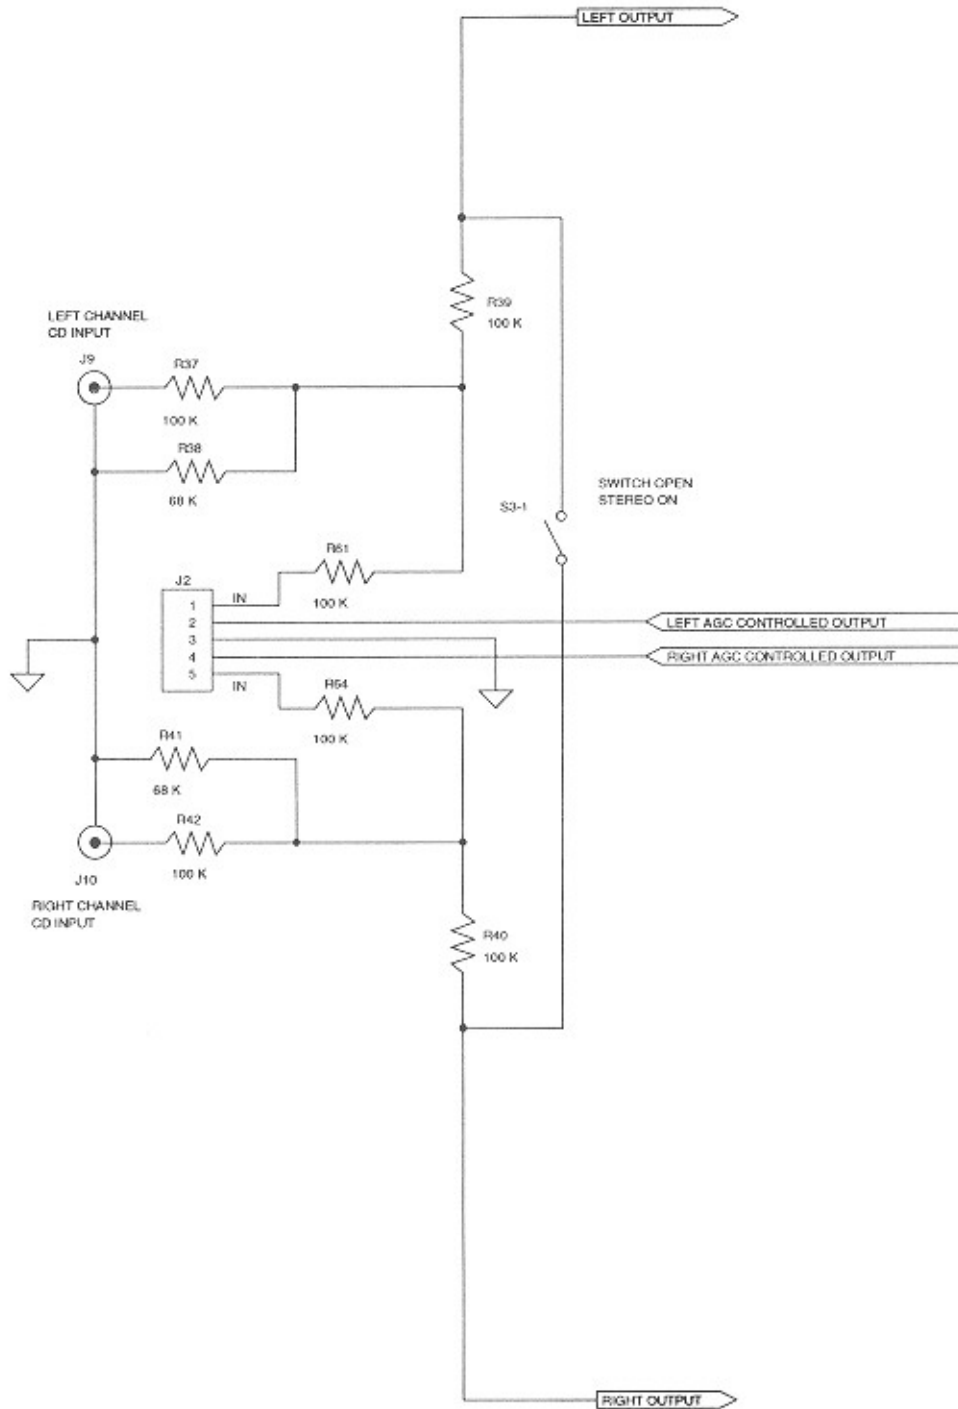 LEFT OUTPUT
R39
100 K
LEFT CHANNEL
CD INPUT
J9
R37
100 K
R38
68 K
SWITCH OPEN
STEREO ON
S3-1
R61
100 K
J2
1
IN
2
LEFT AGC CONTROLLED OUTPUT
3
4
RIGHT AGC CONTROLLED OUTPUT
5
IN
R64
100 K
R41
68 K
R42
100 K
J10
RIGHT CHANNEL
CD INPUT
R40
100 K
RIGHT OUTPUT